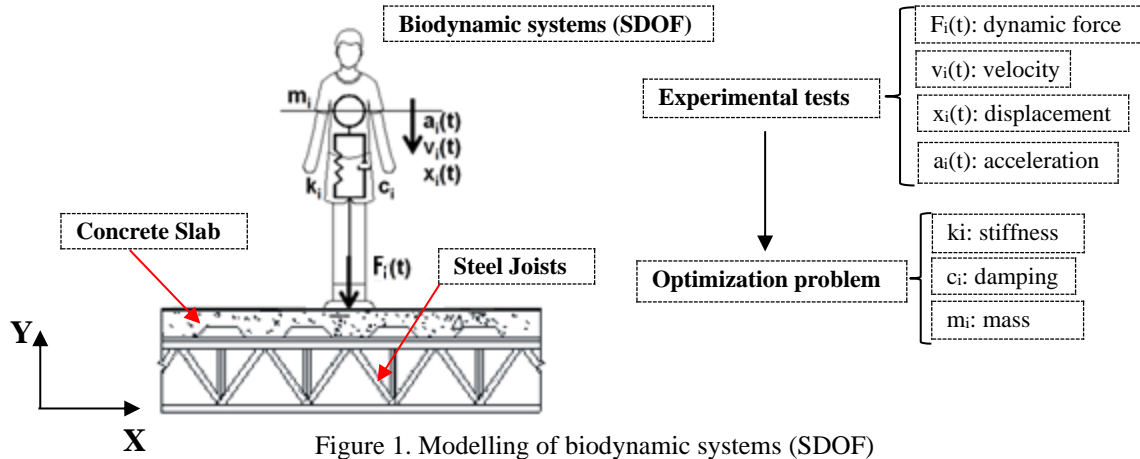 Biodynamic systems (SDOF)
mᵢ
aᵢ(t)
vᵢ(t)
xᵢ(t)
kᵢ
cᵢ
Fᵢ(t)
Concrete Slab
Steel Joists
Y
X
Experimental tests
Fᵢ(t): dynamic force
vᵢ(t): velocity
xᵢ(t): displacement
aᵢ(t): acceleration
Optimization problem
ki: stiffness
cᵢ: damping
mᵢ: mass
Figure 1. Modelling of biodynamic systems (SDOF)